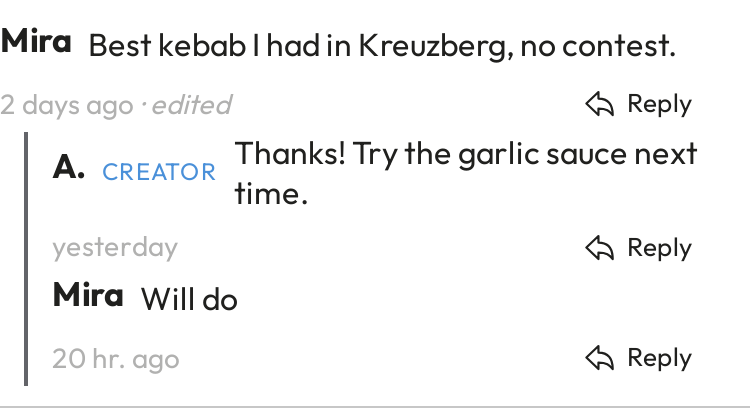 Mira Best kebab I had in Kreuzberg, no contest.
2 days ago · edited Reply
A. CREATOR Thanks! Try the garlic sauce next
time.
yesterday Reply
Mira Will do
20 hr. ago Reply